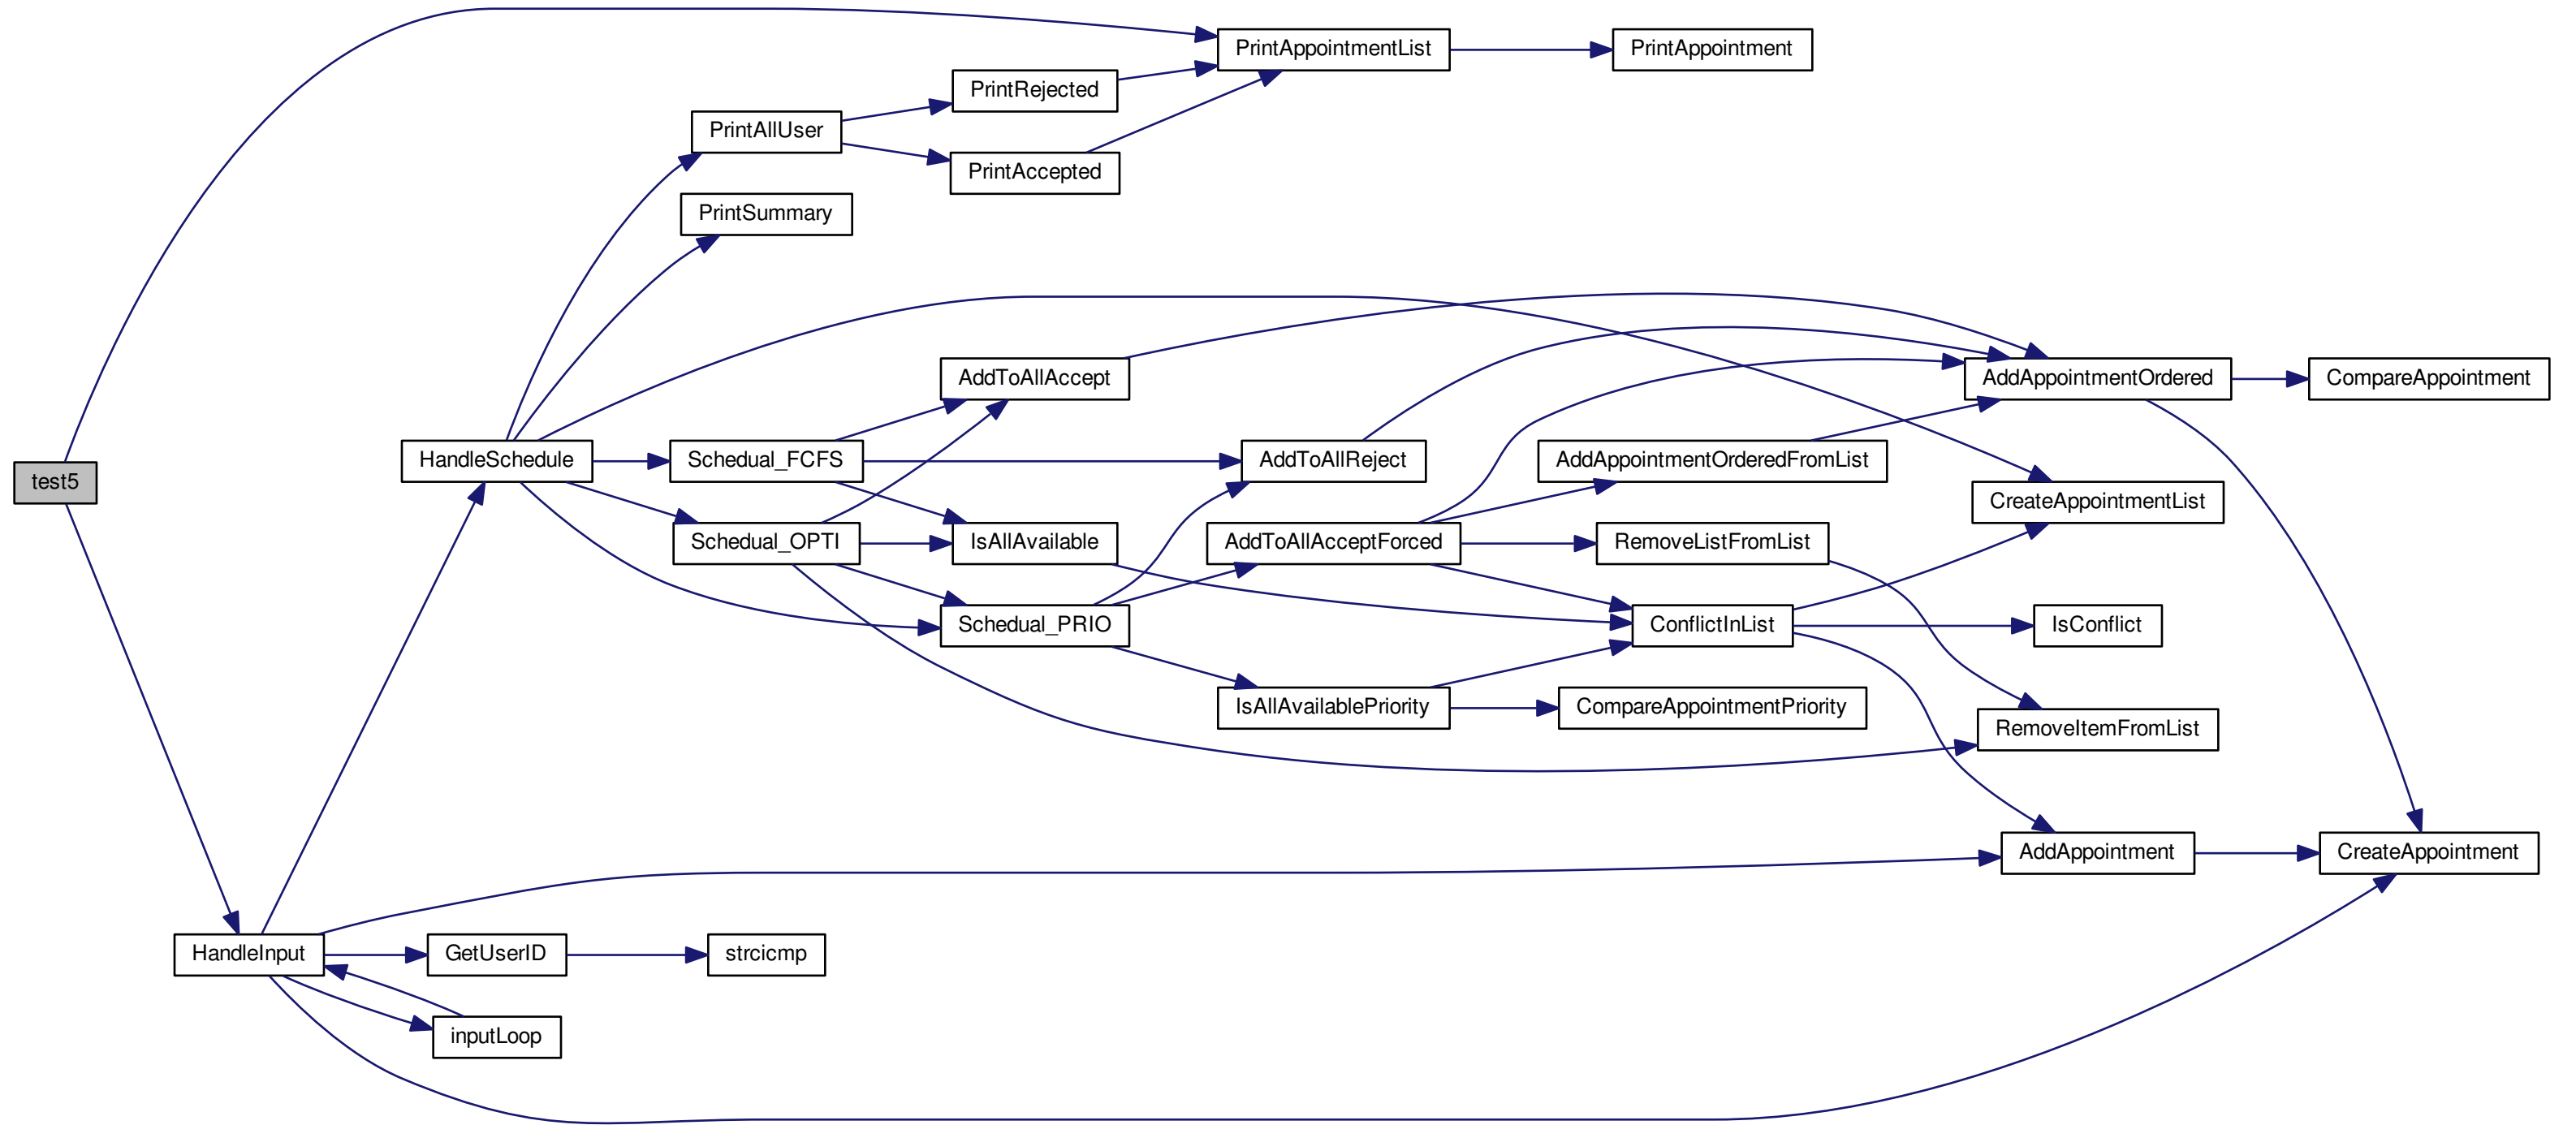 PrintAppointmentList
PrintAppointment
PrintRejected
PrintAllUser
PrintAccepted
PrintSummary
AddToAllAccept
AddAppointmentOrdered
CompareAppointment
HandleSchedule
Schedual_FCFS
AddToAllReject
AddAppointmentOrderedFromList
test5
CreateAppointmentList
Schedual_OPTI
IsAllAvailable
AddToAllAcceptForced
RemoveListFromList
Schedual_PRIO
ConflictInList
IsConflict
IsAllAvailablePriority
CompareAppointmentPriority
RemoveItemFromList
AddAppointment
CreateAppointment
HandleInput
GetUserID
strcicmp
inputLoop